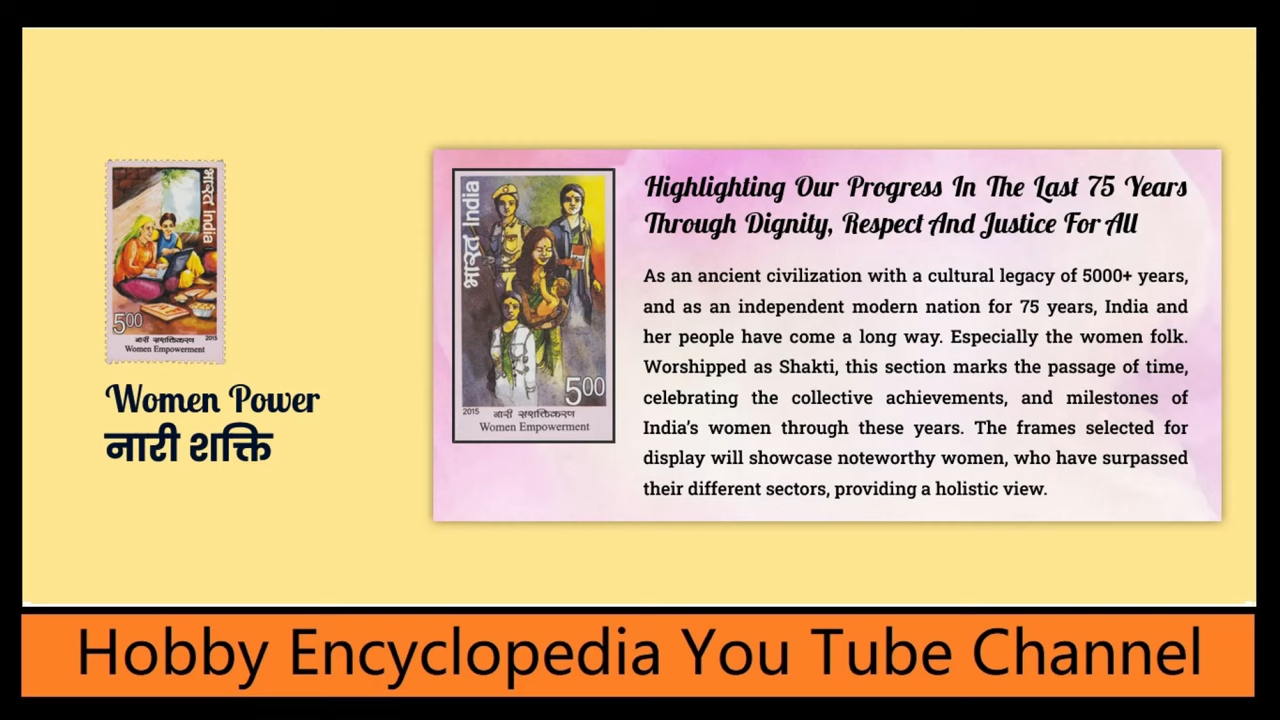 भारत India
500
नारी सशक्तिकरण 2015
Women Empowerment
Women Power
नारी शक्ति
भारत India
500
2015 नारी सशक्तिकरण
Women Empowerment
Highlighting Our Progress In The Last 75 Years
Through Dignity, Respect And Justice For All
As an ancient civilization with a cultural legacy of 5000+ years,
and as an independent modern nation for 75 years, India and
her people have come a long way. Especially the women folk.
Worshipped as Shakti, this section marks the passage of time,
celebrating the collective achievements, and milestones of
India’s women through these years. The frames selected for
display will showcase noteworthy women, who have surpassed
their different sectors, providing a holistic view.
Hobby Encyclopedia You Tube Channel